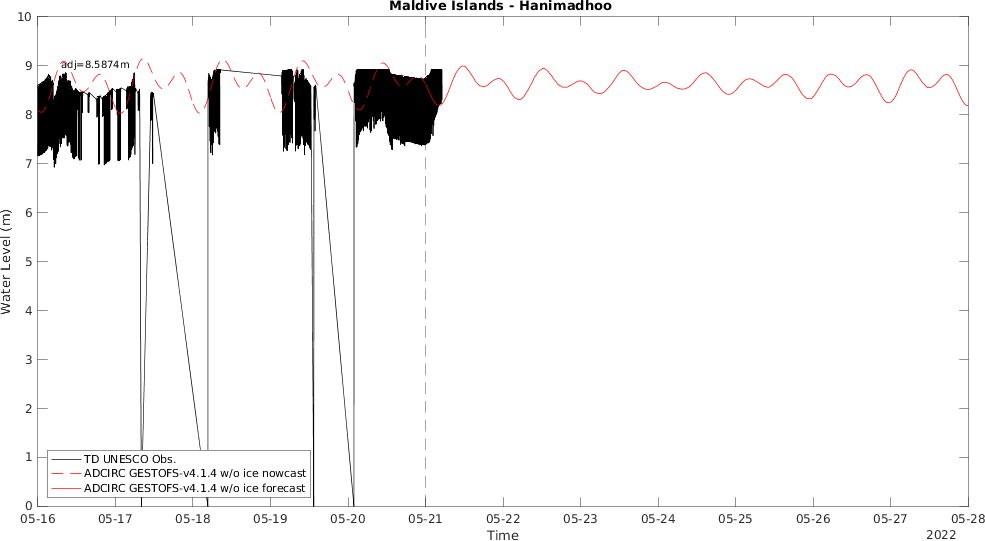 Maldive Islands - Hanimadhoo
adj=8.5874m
10
9
8
7
6
5
4
3
2
1
0
Water Level (m)
TD UNESCO Obs.
ADCIRC GESTOFS-v4.1.4 w/o ice nowcast
ADCIRC GESTOFS-v4.1.4 w/o ice forecast
05-16 05-17 05-18 05-19 05-20 05-21 05-22 05-23 05-24 05-25 05-26 05-27 05-28
Time
2022